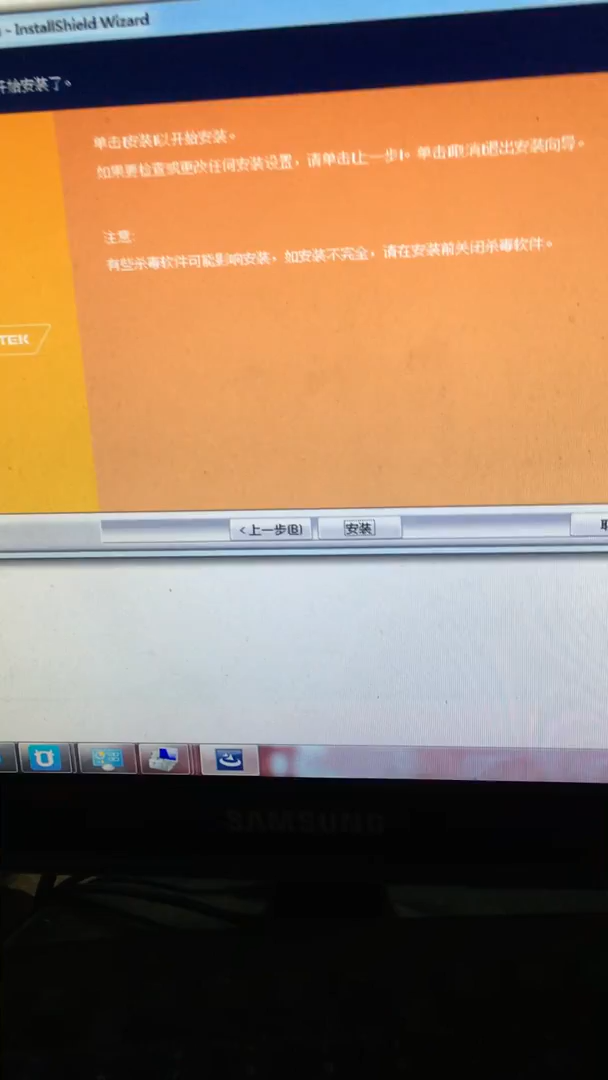 - InstallShield Wizard
开始安装了。
单击[安装]以开始安装。
如果要检查或更改任何安装设置，请单击[上一步]。单击[取消]退出安装向导。
注意:
有些杀毒软件可能影响安装，如安装不完全，请在安装前关闭杀毒软件。
TEK
<上一步(B)
安装
取
SAMSUNG